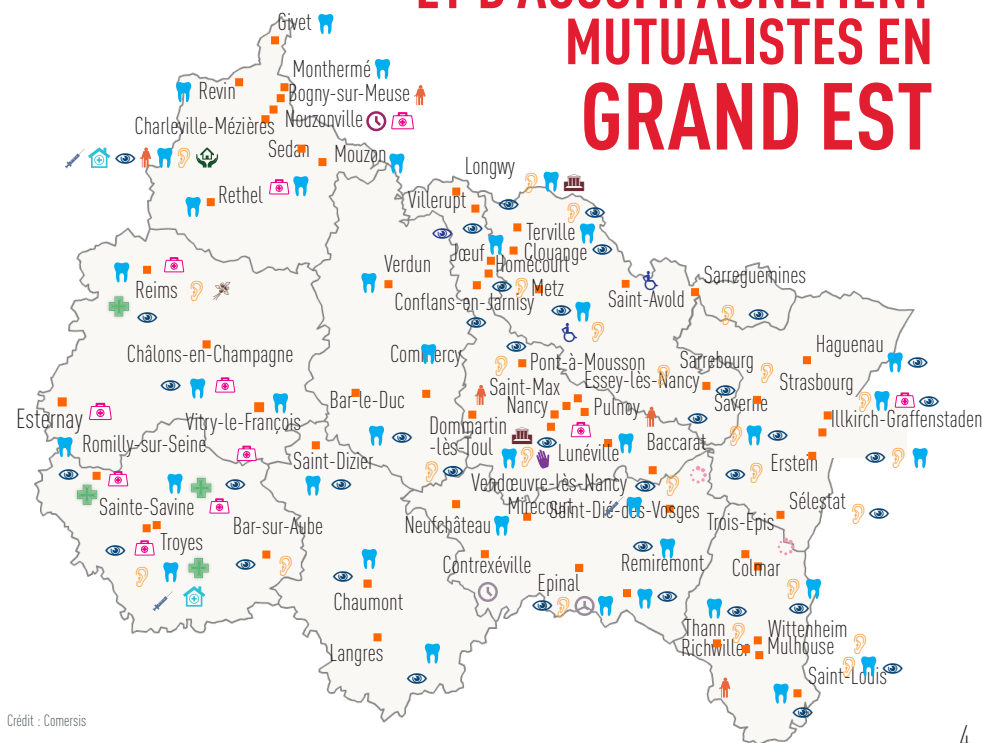 ET D'ACCOMPAGNEMENT
MUTUALISTES EN
GRAND EST
Givet
Monthermé
Revin
Bogny-sur-Meuse
Charleville-Mézières
Nouzonville
Sedan
Mouzon
Longwy
Rethel
Villerupt
Terville
Jœuf
Clouange
Homécourt
Verdun
Metz
Sarreguemines
Reims
Conflans-en-Jarnisy
Saint-Avold
Châlons-en-Champagne
Commercy
Pont-à-Mousson
Sarrebourg
Haguenau
Essey-lès-Nancy
Strasbourg
Saint-Max
Bar-le-Duc
Nancy
Pulnoy
Saverne
Esternay
Vitry-le-François
Illkirch-Graffenstaden
Dommartin
-lès-Toul
Romilly-sur-Seine
Baccarat
Saint-Dizier
Lunéville
Erstein
Vendœuvre-lès-Nancy
Sainte-Savine
Mirecourt
Saint-Dié-des-Vosges
Sélestat
Bar-sur-Aube
Neufchâteau
Trois-Epis
Troyes
Contrexéville
Remiremont
Colmar
Epinal
Chaumont
Thann
Wittenheim
Richwiller
Mulhouse
Langres
Saint-Louis
Crédit : Comersis
4